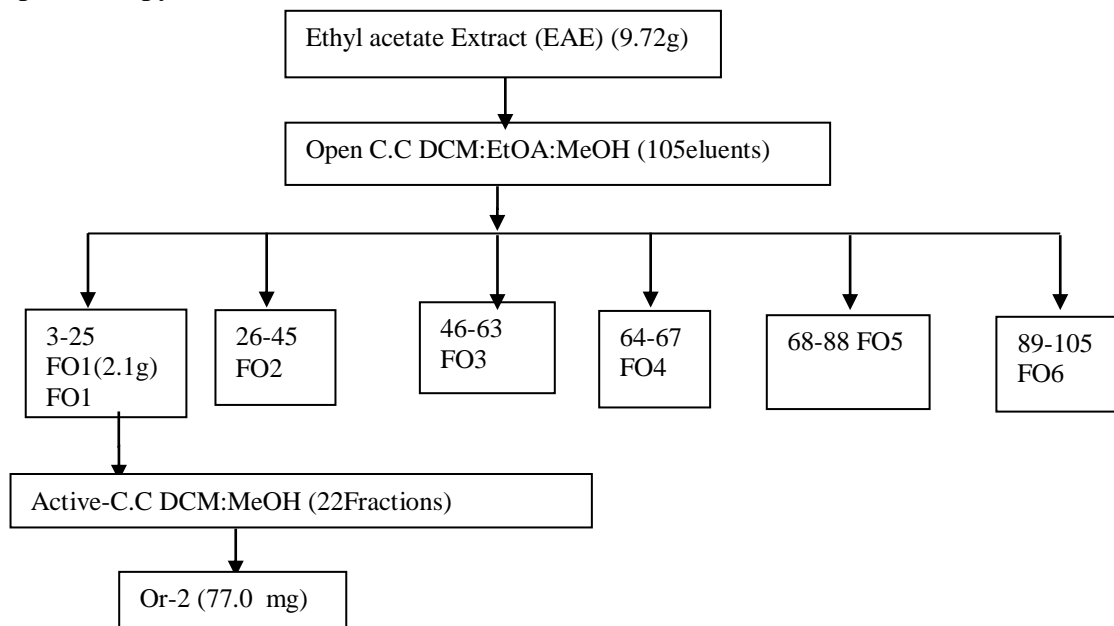 Ethyl acetate Extract (EAE) (9.72g)
Open C.C DCM:EtOA:MeOH (105eluents)
3-25
FO1(2.1g)
FO1
26-45
FO2
46-63
FO3
64-67
FO4
68-88 FO5
89-105
FO6
Active-C.C DCM:MeOH (22Fractions)
Or-2 (77.0 mg)